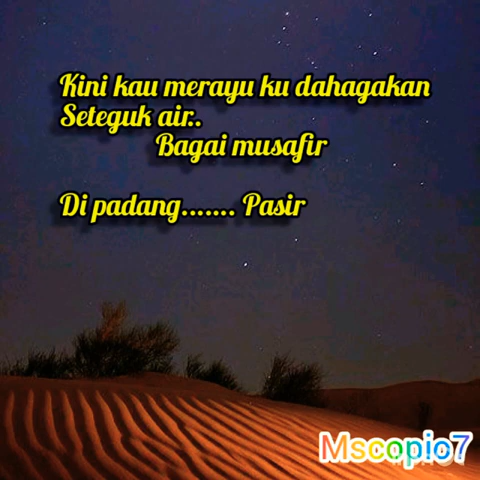 Kini kau merayu ku dahagakan
Seteguk air..
Bagai musafir
Di padang....... Pasir
Mscopio7